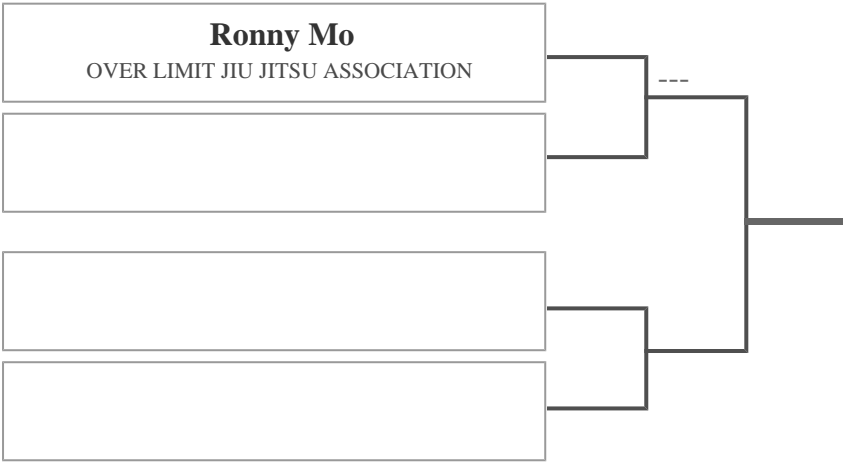 Ronny Mo
OVER LIMIT JIU JITSU ASSOCIATION
---